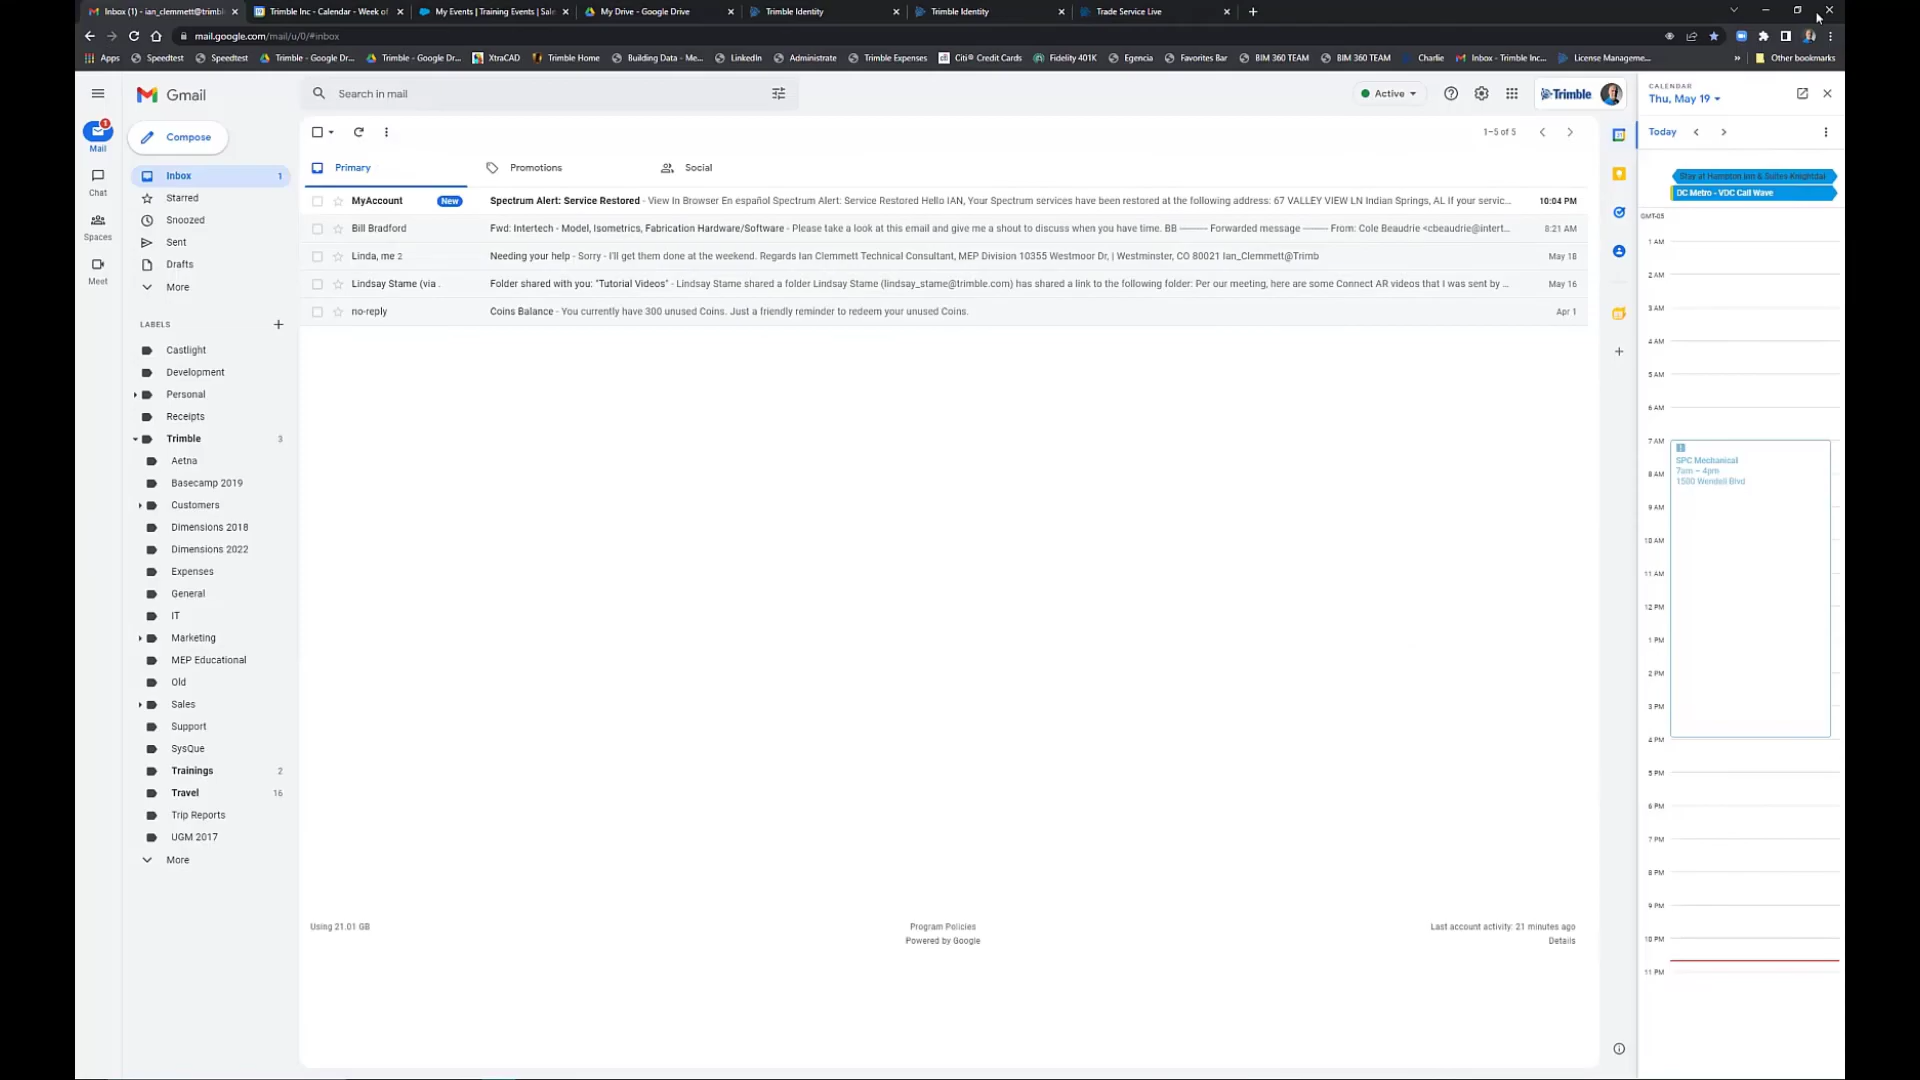 Inbox (1) - ian_clemmett@trimbl
Trimble Inc - Calendar - Week of
My Events | Training Events | Sale
My Drive - Google Drive
Trimble Identity
Trimble Identity
Trade Service Live
mail.google.com/mail/u/0/#inbox
Apps
Speedtest
Speedtest
Trimble - Google Dr...
Trimble - Google Dr...
XtraCAD
Trimble Home
Building Data - Me...
LinkedIn
Administrate
Trimble Expenses
Citi® Credit Cards
Fidelity 401K
Egencia
Favorites Bar
BIM 360 TEAM
BIM 360 TEAM
Charlie
Inbox - Trimble Inc...
License Manageme...
»
Other bookmarks
Gmail
Search in mail
Active
Trimble
CALENDAR
Thu, May 19
Mail
1
Chat
Spaces
Meet
Compose
Inbox 1
Starred
Snoozed
Sent
Drafts
More
LABELS
Castlight
Development
Personal
Receipts
Trimble 3
Aetna
Basecamp 2019
Customers
Dimensions 2018
Dimensions 2022
Expenses
General
IT
Marketing
MEP Educational
Old
Sales
Support
SysQue
Trainings 2
Travel 16
Trip Reports
UGM 2017
More
1–5 of 5
Primary
Promotions
Social
MyAccount New Spectrum Alert: Service Restored - View In Browser En español Spectrum Alert: Service Restored Hello IAN, Your Spectrum services have been restored at the following address: 67 VALLEY VIEW LN Indian Springs, AL If your servic... 10:04 PM
Bill Bradford Fwd: Intertech - Model, Isometrics, Fabrication Hardware/Software - Please take a look at this email and give me a shout to discuss when you have time. BB ---------- Forwarded message --------- From: Cole Beaudrie <cbeaudrie@intert... 8:21 AM
Linda, me 2 Needing your help - Sorry - I'll get them done at the weekend. Regards Ian Clemmett Technical Consultant, MEP Division 10355 Westmoor Dr, | Westminster, CO 80021 Ian_Clemmett@Trimb May 18
Lindsay Stame (via . Folder shared with you: "Tutorial Videos" - Lindsay Stame shared a folder Lindsay Stame (lindsay_stame@trimble.com) has shared a link to the following folder: Per our meeting, here are some Connect AR videos that I was sent by ... May 16
no-reply Coins Balance - You currently have 300 unused Coins. Just a friendly reminder to redeem your unused Coins. Apr 1
Using 21.01 GB
Program Policies
Powered by Google
Last account activity: 21 minutes ago
Details
Today
Stay at Hampton Inn & Suites Knightdal
DC Metro - VDC Call Wave
GMT-05
1 AM
2 AM
3 AM
4 AM
5 AM
6 AM
7 AM
SPC Mechanical
7am – 4pm
1500 Wendell Blvd
8 AM
9 AM
10 AM
11 AM
12 PM
1 PM
2 PM
3 PM
4 PM
5 PM
6 PM
7 PM
8 PM
9 PM
10 PM
11 PM